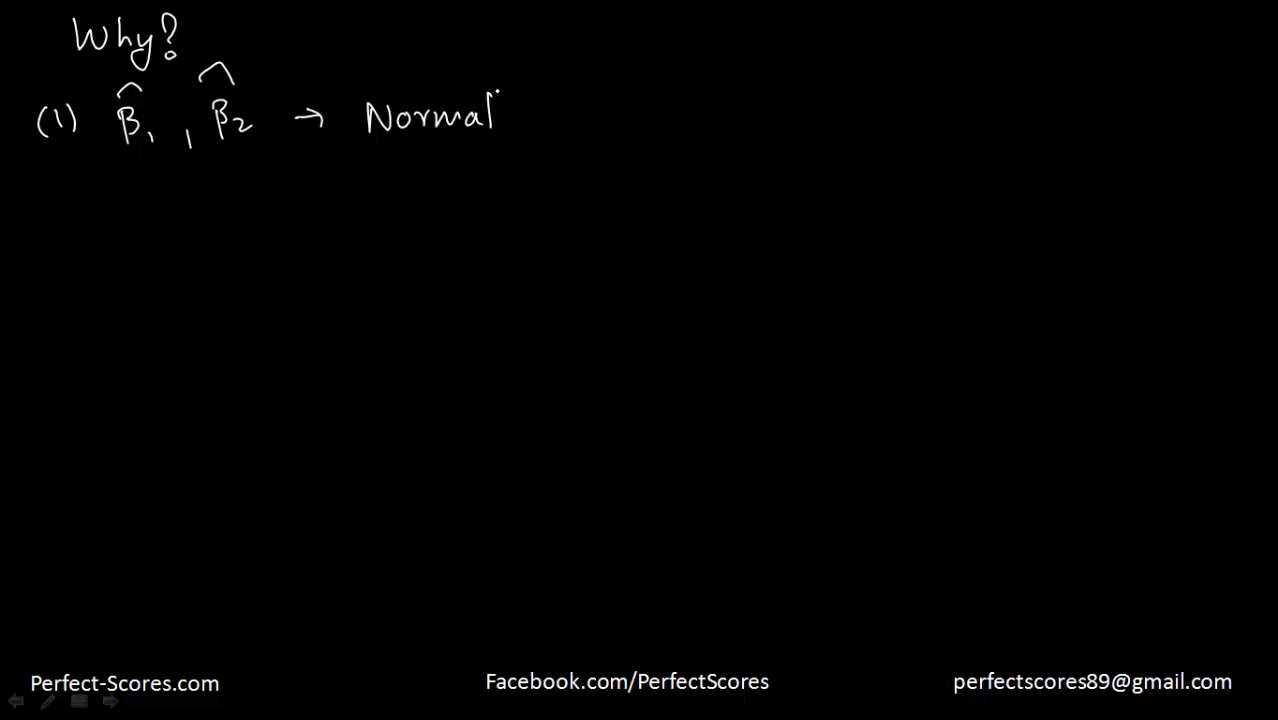 Why?
(1) β̂₁, β̂₂ → Normal
Perfect-Scores.com
Facebook.com/PerfectScores
perfectscores89@gmail.com